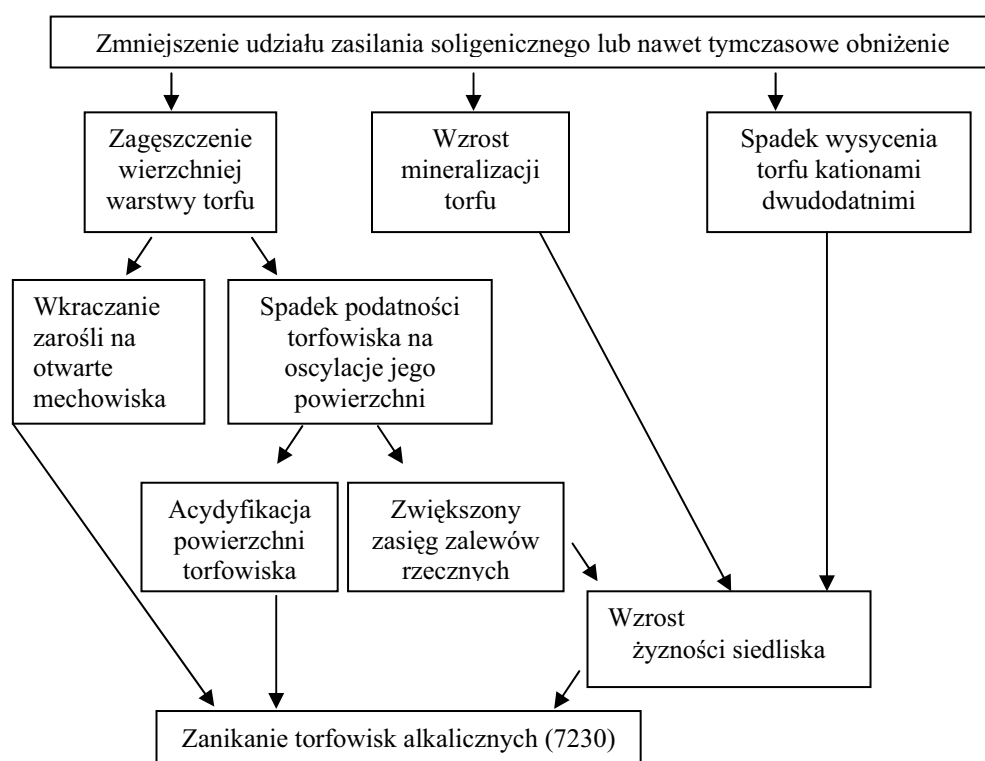 Zmniejszenie udziału zasilania soligenicznego lub nawet tymczasowe obniżenie
Zagęszczenie
wierzchniej
warstwy torfu
Wzrost
mineralizacji
torfu
Spadek wysycenia
torfu kationami
dwudodatnimi
Wkraczanie
zarośli na
otwarte
mechowiska
Spadek podatności
torfowiska na
oscylacje jego
powierzchni
Acydyfikacja
powierzchni
torfowiska
Zwiększony
zasięg zalewów
rzecznych
Wzrost
żyzności siedliska
Zanikanie torfowisk alkalicznych (7230)